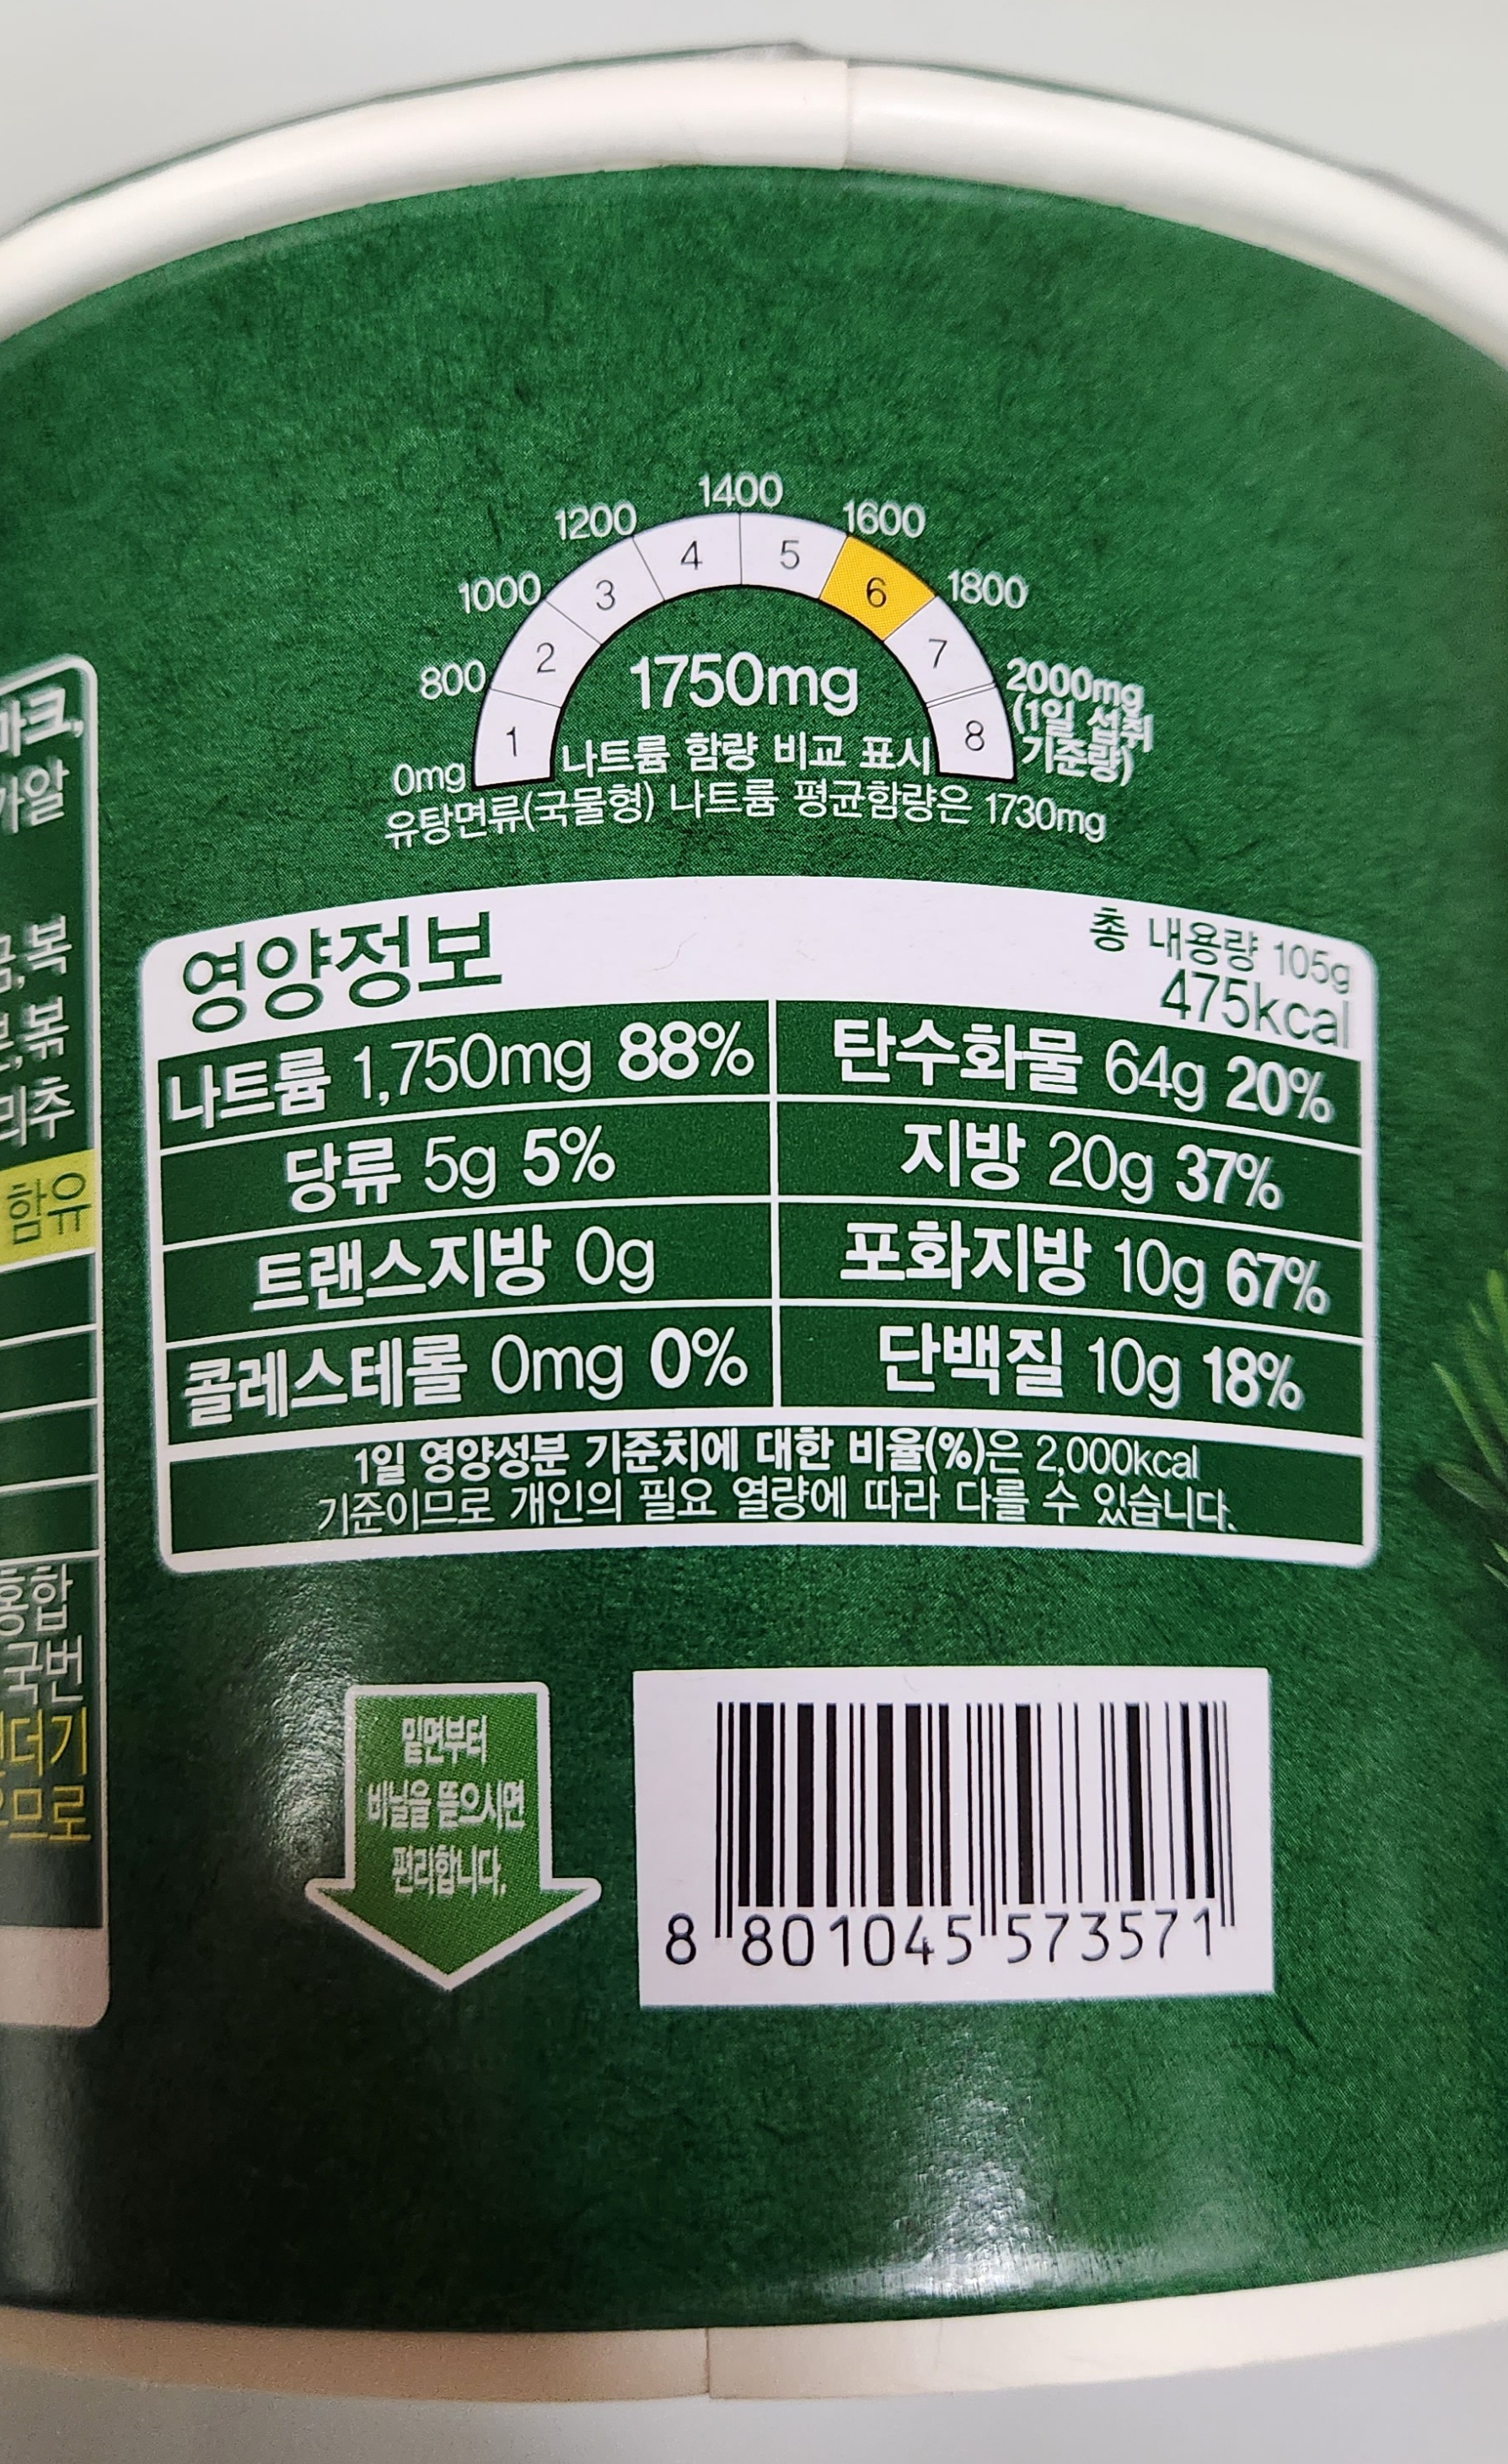 1400
1200 1600
1000 1800
800 2000mg
(1일 섭취
기준량)
0mg
1 2 3 4 5 6 7 8
1750mg
나트륨 함량 비교 표시
유탕면류(국물형) 나트륨 평균함량은 1730mg
영양정보
총 내용량 105g
475kcal
나트륨 1,750mg 88% 탄수화물 64g 20%
당류 5g 5% 지방 20g 37%
트랜스지방 0g 포화지방 10g 67%
콜레스테롤 0mg 0% 단백질 10g 18%
1일 영양성분 기준치에 대한 비율(%)은 2,000kcal
기준이므로 개인의 필요 열량에 따라 다를 수 있습니다.
밑면부터
비닐을 뜯으시면
편리합니다.
8 801045 573571
함유